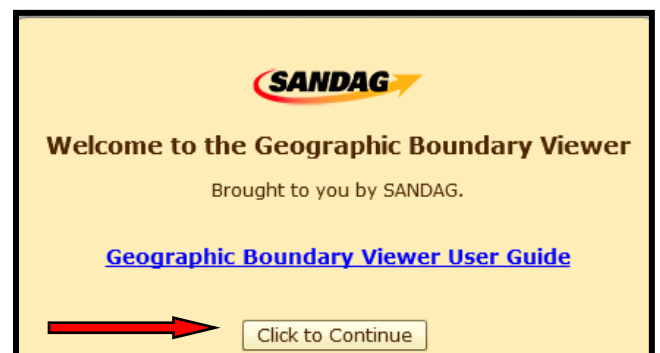 SANDAG
Welcome to the Geographic Boundary Viewer
Brought to you by SANDAG.
Geographic Boundary Viewer User Guide
Click to Continue